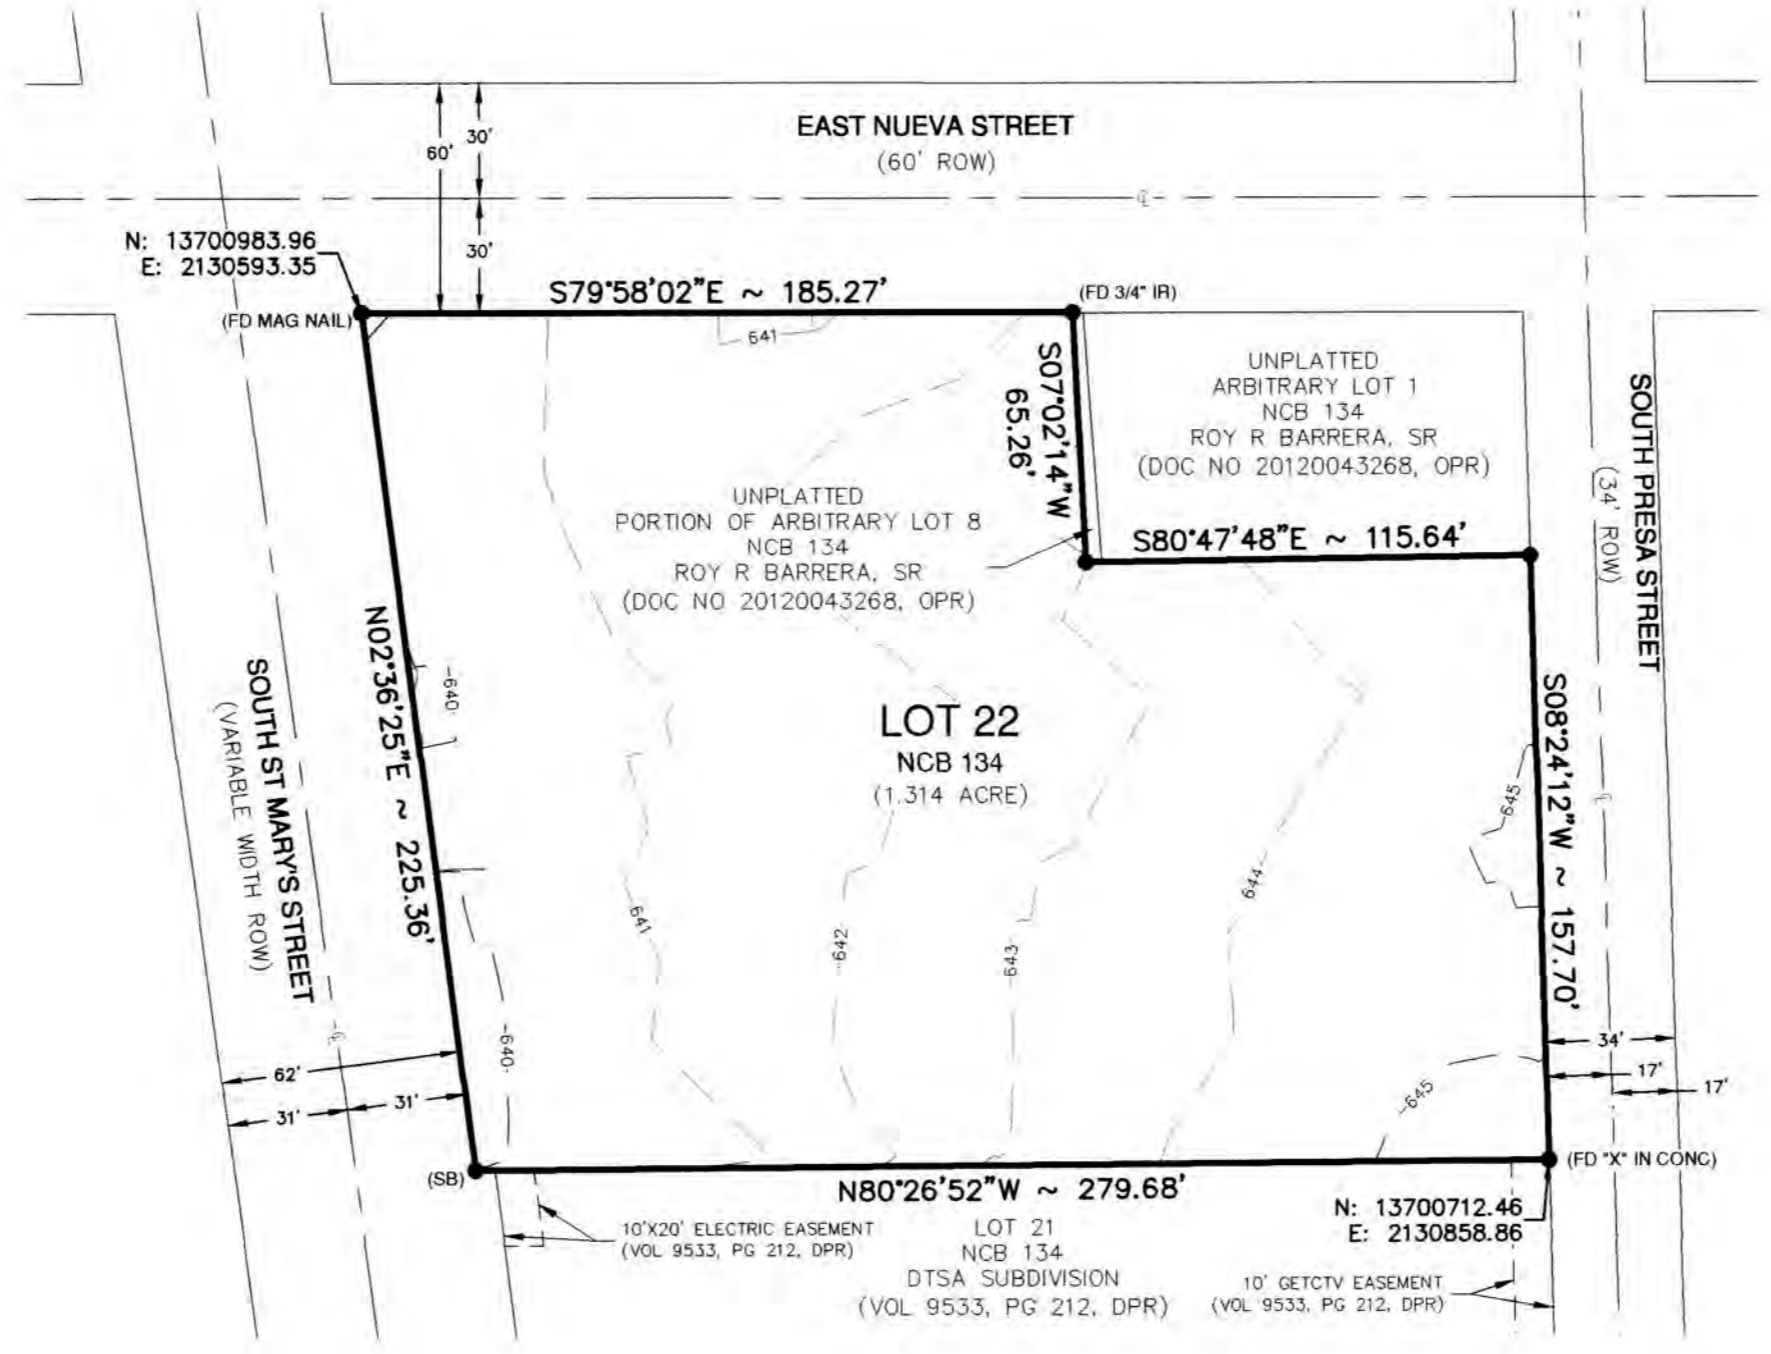 EAST NUEVA STREET
(60' ROW)
60'
30'
30'
N: 13700983.96
E: 2130593.35
(FD MAG NAIL)
S79°58'02"E ~ 185.27'
(FD 3/4" IR)
641
S07°02'14"W
65.26'
UNPLATTED
ARBITRARY LOT 1
NCB 134
ROY R BARRERA, SR
(DOC NO 20120043268, OPR)
SOUTH PRESA STREET
(34' ROW)
UNPLATTED
PORTION OF ARBITRARY LOT 8
NCB 134
ROY R BARRERA, SR
(DOC NO 20120043268, OPR)
S80°47'48"E ~ 115.64'
N02°36'25"E ~ 225.36'
640
SOUTH ST MARY'S STREET
(VARIABLE WIDTH ROW)
LOT 22
NCB 134
(1.314 ACRE)
S08°24'12"W ~ 157.70'
645
644
641
642
643
640
645
62'
31'
31'
34'
17'
17'
(SB)
N80°26'52"W ~ 279.68'
(FD "X" IN CONC)
N: 13700712.46
E: 2130858.86
10'X20' ELECTRIC EASEMENT
(VOL 9533, PG 212, DPR)
LOT 21
NCB 134
DTSA SUBDIVISION
(VOL 9533, PG 212, DPR)
10' GETCTV EASEMENT
(VOL 9533, PG 212, DPR)